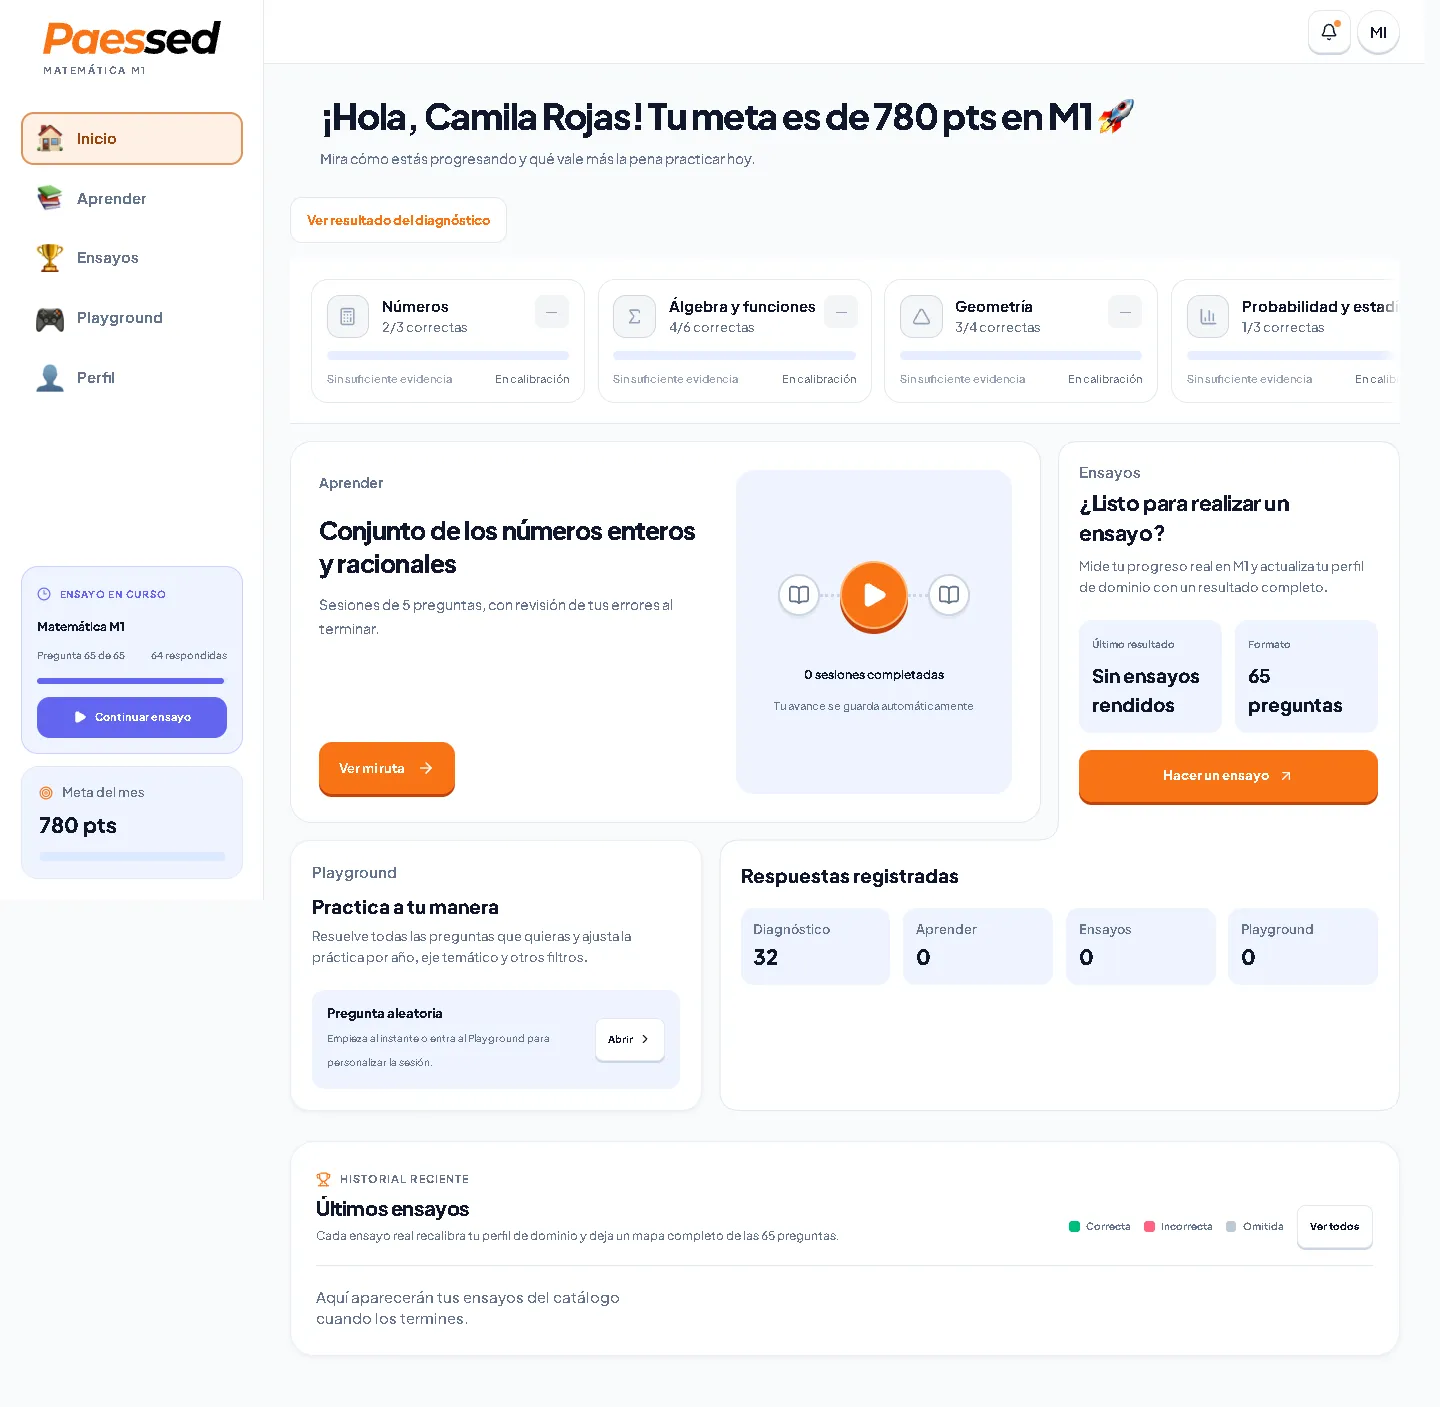 Paessed
MATEMÁTICA M1
Inicio
Aprender
Ensayos
Playground
Perfil
ENSAYO EN CURSO
Matemática M1
Pregunta 65 de 65
64 respondidas
Continuar ensayo
Meta del mes
780 pts
MI
¡Hola, Camila Rojas! Tu meta es de 780 pts en M1 🚀
Mira cómo estás progresando y qué vale más la pena practicar hoy.
Ver resultado del diagnóstico
Números
2/3 correctas
—
Sin suficiente evidencia
En calibración
Álgebra y funciones
4/6 correctas
—
Sin suficiente evidencia
En calibración
Geometría
3/4 correctas
—
Sin suficiente evidencia
En calibración
Probabilidad y estadi
1/3 correctas
Sin suficiente evidencia
En calib
Aprender
Conjunto de los números enteros
y racionales
Sesiones de 5 preguntas, con revisión de tus errores al
terminar.
Ver mi ruta
0 sesiones completadas
Tu avance se guarda automáticamente
Ensayos
¿Listo para realizar un
ensayo?
Mide tu progreso real en M1 y actualiza tu perfil
de dominio con un resultado completo.
Último resultado
Sin ensayos
rendidos
Formato
65
preguntas
Hacer un ensayo
Playground
Practica a tu manera
Resuelve todas las preguntas que quieras y ajusta la
práctica por año, eje temático y otros filtros.
Pregunta aleatoria
Empieza al instante o entra al Playground para
personalizar la sesión.
Abrir
Respuestas registradas
Diagnóstico
32
Aprender
0
Ensayos
0
Playground
0
HISTORIAL RECIENTE
Últimos ensayos
Cada ensayo real recalibra tu perfil de dominio y deja un mapa completo de las 65 preguntas.
Correcta
Incorrecta
Omitida
Ver todos
Aquí aparecerán tus ensayos del catálogo
cuando los termines.